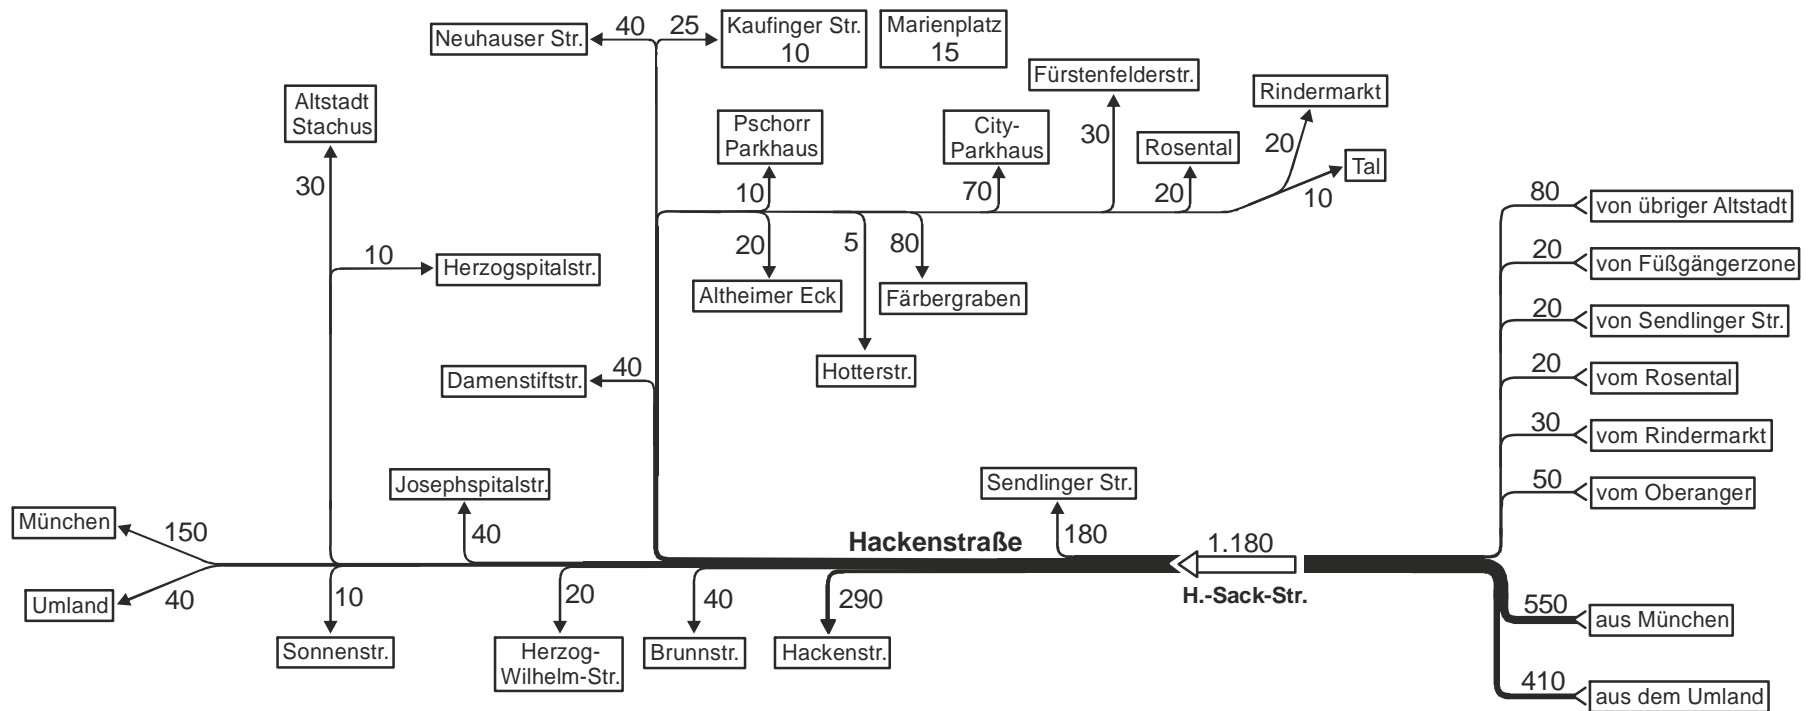 Neuhauser Str.
40
25
Kaufinger Str.
10
Marienplatz
15
Fürstenfelderstr.
Rindermarkt
Altstadt
Stachus
Pschorr
Parkhaus
City-
Parkhaus
30
Rosental
20
Tal
30
10
70
20
10
80
von übriger Altstadt
10
Herzogspitalstr.
20
5
80
20
von Füßgängerzone
Altheimer Eck
Färbergraben
20
von Sendlinger Str.
Damenstiftstr.
40
Hotterstr.
20
vom Rosental
30
vom Rindermarkt
Josephspitalstr.
Sendlinger Str.
50
vom Oberanger
München
150
40
Hackenstraße
180
1.180
Umland
40
10
20
40
290
H.-Sack-Str.
550
aus München
Sonnenstr.
Herzog-
Wilhelm-Str.
Brunnstr.
Hackenstr.
410
aus dem Umland